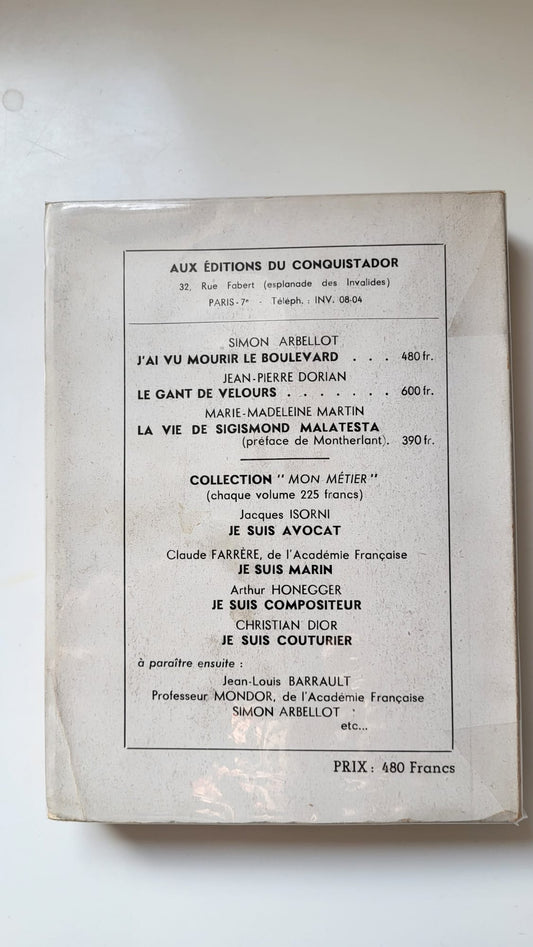 AUX ÉDITIONS DU CONQUISTADOR
32, Rue Fabert (esplanade des Invalides)
PARIS-7e - Téléph. : INV. 08-04
SIMON ARBELLOT
J'AI VU MOURIR LE BOULEVARD . . . 480 fr.
JEAN-PIERRE DORIAN
LE GANT DE VELOURS . . . . . . . 600 fr.
MARIE-MADELEINE MARTIN
LA VIE DE SIGISMOND MALATESTA
(préface de Montherlant). 390 fr.
COLLECTION " MON MÉTIER "
(chaque volume 225 francs)
Jacques ISORNI
JE SUIS AVOCAT
Claude FARRÈRE, de l'Académie Française
JE SUIS MARIN
Arthur HONEGGER
JE SUIS COMPOSITEUR
CHRISTIAN DIOR
JE SUIS COUTURIER
à paraître ensuite :
Jean-Louis BARRAULT
Professeur MONDOR, de l'Académie Française
SIMON ARBELLOT
etc...
PRIX : 480 Francs